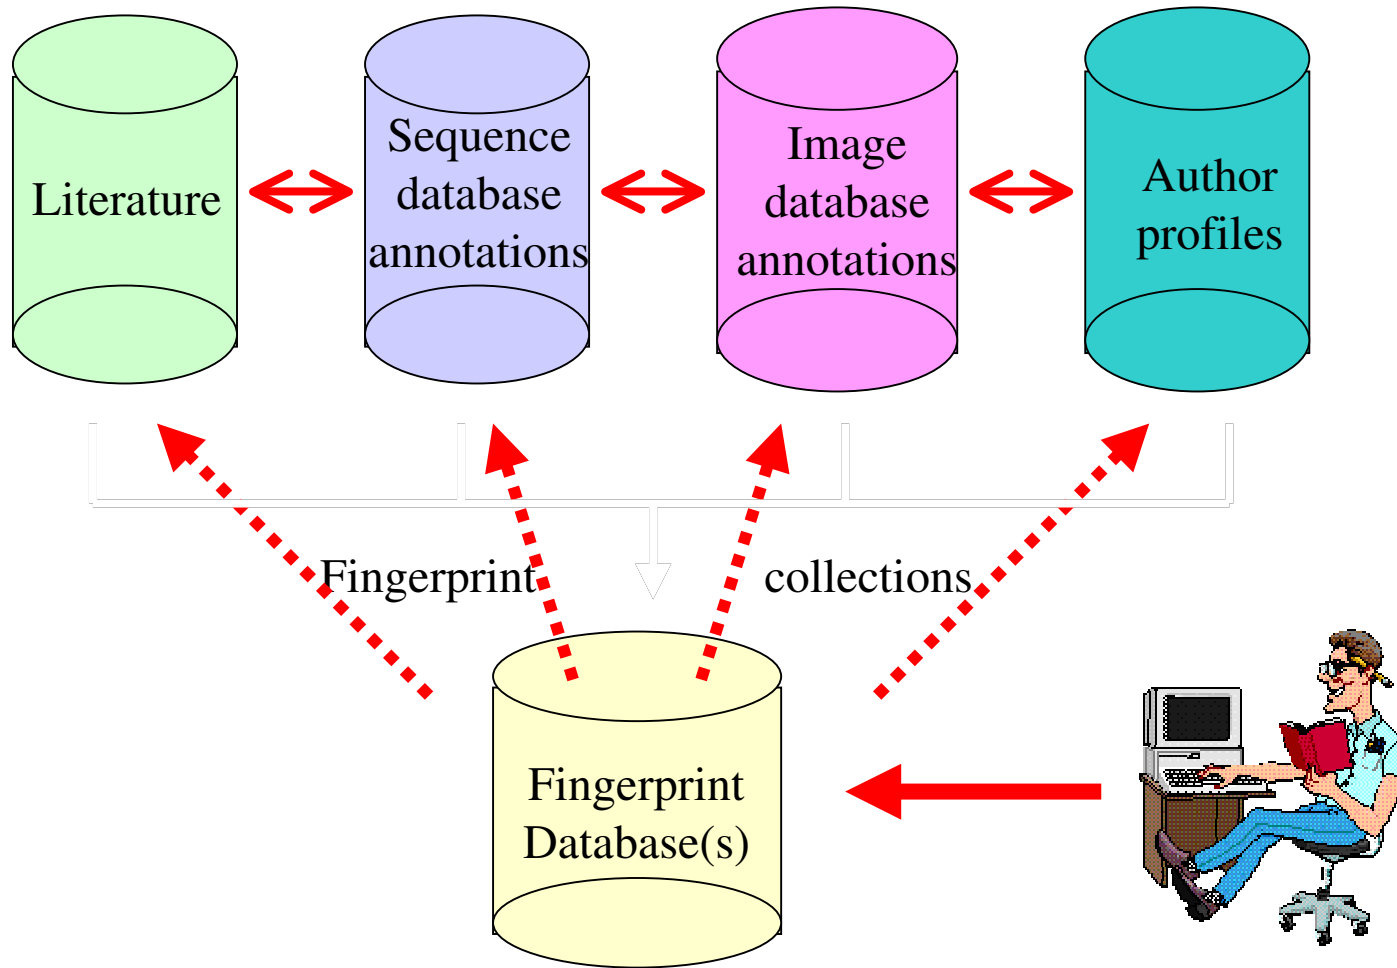 Literature
Sequence
database
annotations
Image
database
annotations
Author
profiles
Fingerprint collections
Fingerprint
Database(s)